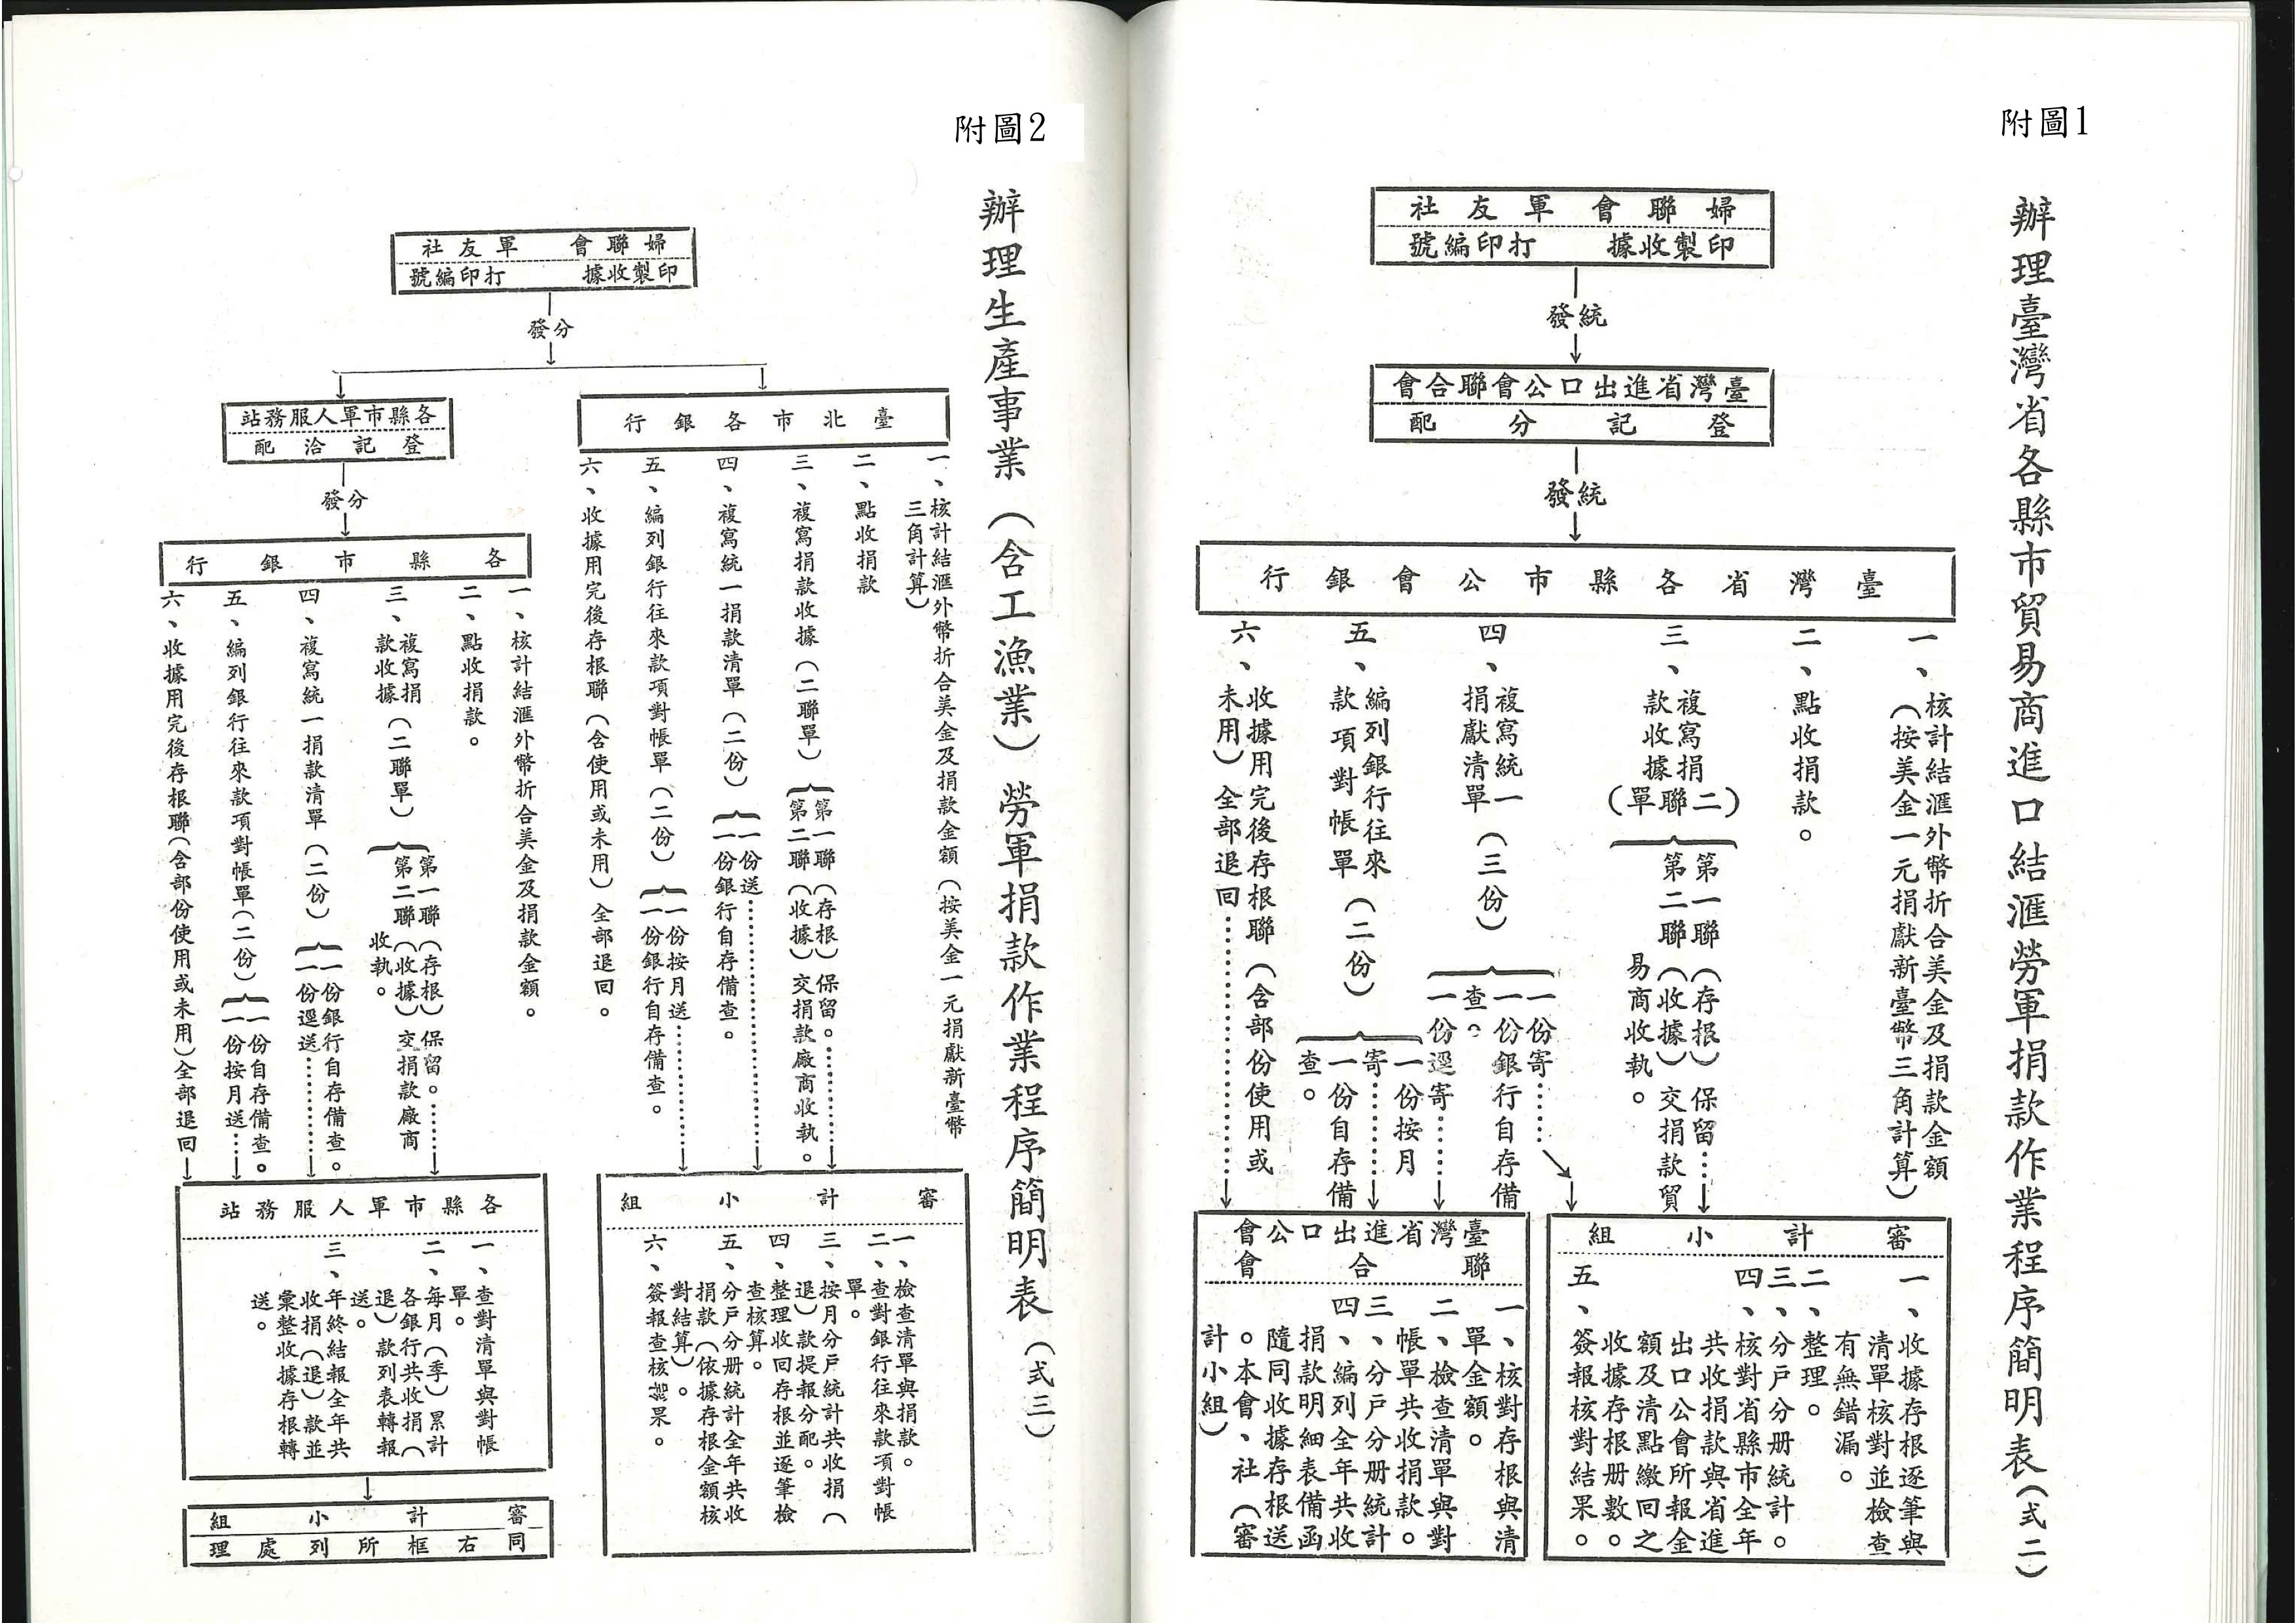 附圖1
辦理臺灣省各縣市貿易商進口結滙勞軍捐款作業程序簡明表(式二)
婦聯會軍友社
印製收據 打印編號
統發
臺灣省進出口公會聯合會
登記分配
統發
臺灣省各縣市公會銀行
一、核計結滙外幣折合美金及捐款金額
(按美金一元捐獻新臺幣三角計算)
二、點收捐款。
三、複寫捐
款收據
(二聯單)
第一聯(存根)保留。
第二聯(收據)交捐款貿
易商收執。
四、複寫統一
捐獻清單(三份)
一份寄
一份銀行自存備
查。
一份逕寄
五、編列銀行往來
款項對帳單(二份)
一份按月
寄
一份自存備
查。
六、收據用完後存根聯(含部份使用或
未用)全部退回
審計小組
一、收據存根逐筆與
清單核對並檢查
有無錯漏。
二、整理。
三、分戶分册統計。
四、核對省縣市全年
共收捐款與省進
出口公會所報金
額及清點繳回之
收據存根册數。
五、簽報核對結果。
臺灣省進出口公會
聯合會
一、核對存根與清
單金額。
二、檢查清單與對
帳單共收捐款。
三、分戶分册統計
四、編列全年共收
捐款明細表備函
隨同收據存根送
。本會、社(審
計小組)
附圖2
辦理生產事業(含工漁業)勞軍捐款作業程序簡明表(式三)
婦聯會 軍友社
印製收據 打印編號
分發
臺北市各銀行
一、核計結滙外幣折合美金及捐款金額(按美金一元捐獻新臺幣
三角計算)
二、點收捐款
三、複寫捐款收據(二聯單)
第一聯(存根)保留。
第二聯(收據)交捐款廠商收執。
四、複寫統一捐款清單(二份)
一份送
一份銀行自存備查。
五、編列銀行往來款項對帳單(二份)
一份按月送
一份銀行自存備查。
六、收據用完後存根聯(含使用或未用)全部退回。
審計小組
一、檢查清單與捐款。
二、查對銀行往來款項對帳
單。
三、按月分戶統計共收捐(
退)款提報分配。
四、整理收回存根並逐筆檢
查核算。
五、分戶分册統計全年共收
捐款(依據存根金額核
對結算)。
六、簽報查核結果。
各縣市軍人服務站
登記洽配
分發
各縣市銀行
一、核計結滙外幣折合美金及捐款金額。
二、點收捐款。
三、複寫捐
款收據(二聯單)
第一聯(存根)保留。
第二聯(收據)交捐款廠商
收執。
四、複寫統一捐款清單(二份)
一份銀行自存備查。
一份逕送
五、編列銀行往來款項對帳單(二份)
一份自存備查。
一份按月送
六、收據用完後存根聯(含部份使用或未用)全部退回
各縣市軍人服務站
一、查對清單與對帳
單。
二、每月(季)累計
各銀行共收捐(
退)款列表轉報
送。
三、年終結報全年共
收捐(退)款並
彙整收據存根轉
送。
審計小組
同右框所列處理